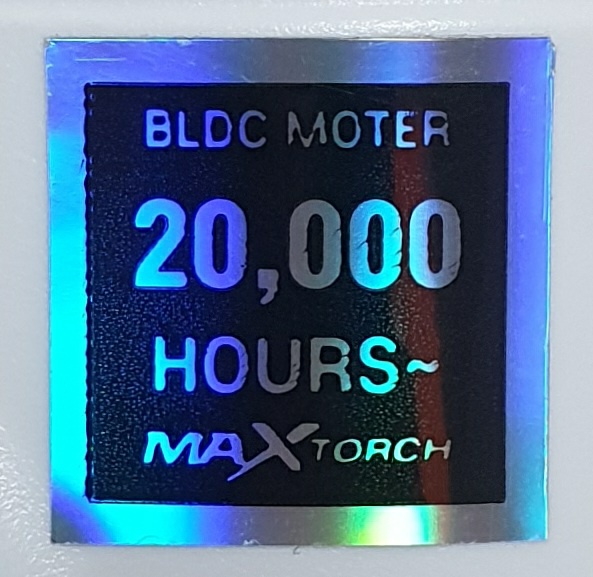 BLDC MOTER
20,000
HOURS~
MAXTORCH